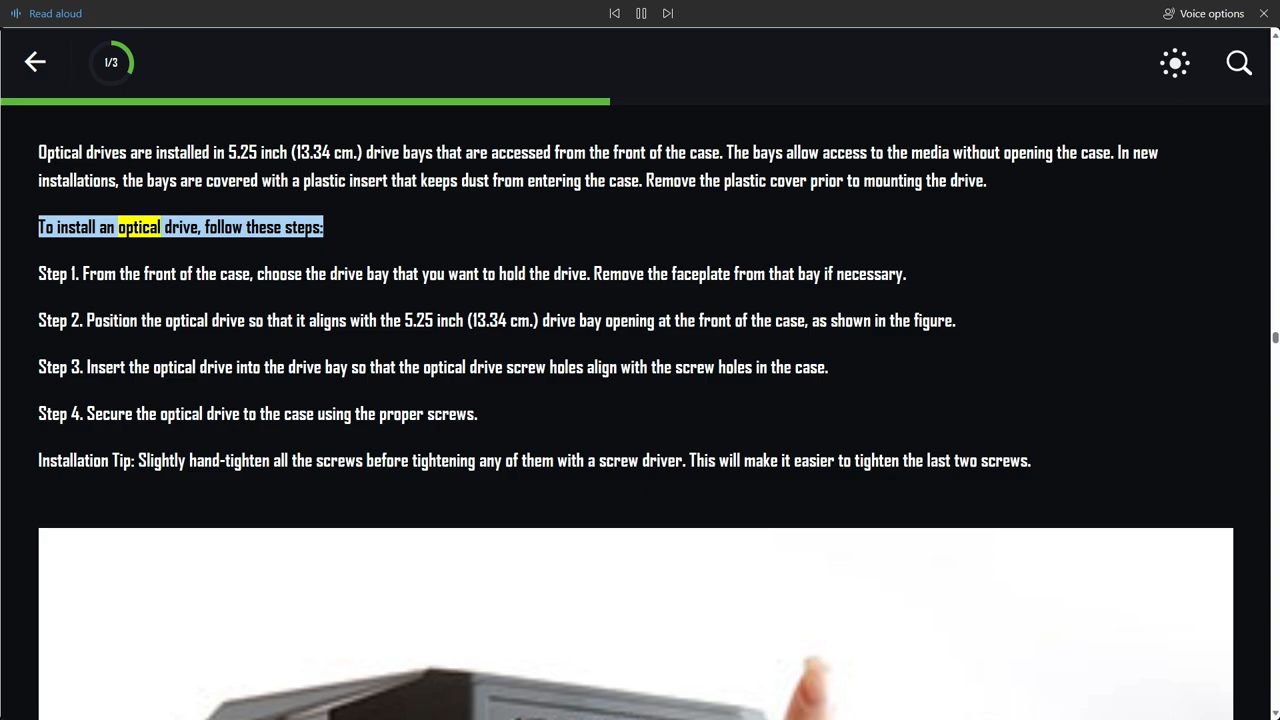 Read aloud
Voice options
1/3
Optical drives are installed in 5.25 inch (13.34 cm.) drive bays that are accessed from the front of the case. The bays allow access to the media without opening the case. In new
installations, the bays are covered with a plastic insert that keeps dust from entering the case. Remove the plastic cover prior to mounting the drive.
To install an optical drive, follow these steps:
Step 1. From the front of the case, choose the drive bay that you want to hold the drive. Remove the faceplate from that bay if necessary.
Step 2. Position the optical drive so that it aligns with the 5.25 inch (13.34 cm.) drive bay opening at the front of the case, as shown in the figure.
Step 3. Insert the optical drive into the drive bay so that the optical drive screw holes align with the screw holes in the case.
Step 4. Secure the optical drive to the case using the proper screws.
Installation Tip: Slightly hand-tighten all the screws before tightening any of them with a screw driver. This will make it easier to tighten the last two screws.